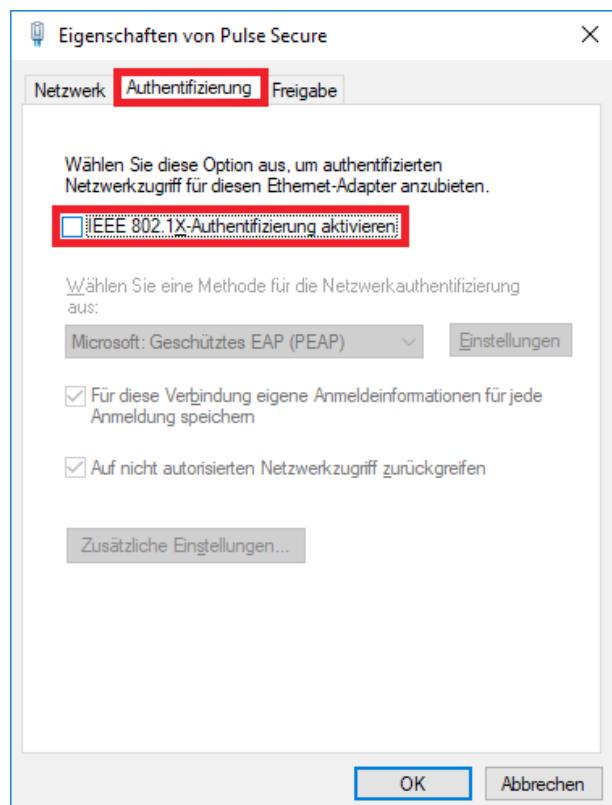 Eigenschaften von Pulse Secure
Netzwerk Authentifizierung Freigabe
Wählen Sie diese Option aus, um authentifizierten
Netzwerkzugriff für diesen Ethernet-Adapter anzubieten.
IEEE 802.1X-Authentifizierung aktivieren
Wählen Sie eine Methode für die Netzwerkauthentifizierung
aus:
Microsoft: Geschütztes EAP (PEAP) Einstellungen
Für diese Verbindung eigene Anmeldeinformationen für jede
Anmeldung speichern
Auf nicht autorisierten Netzwerkzugriff zurückgreifen
Zusätzliche Einstellungen...
OK Abbrechen